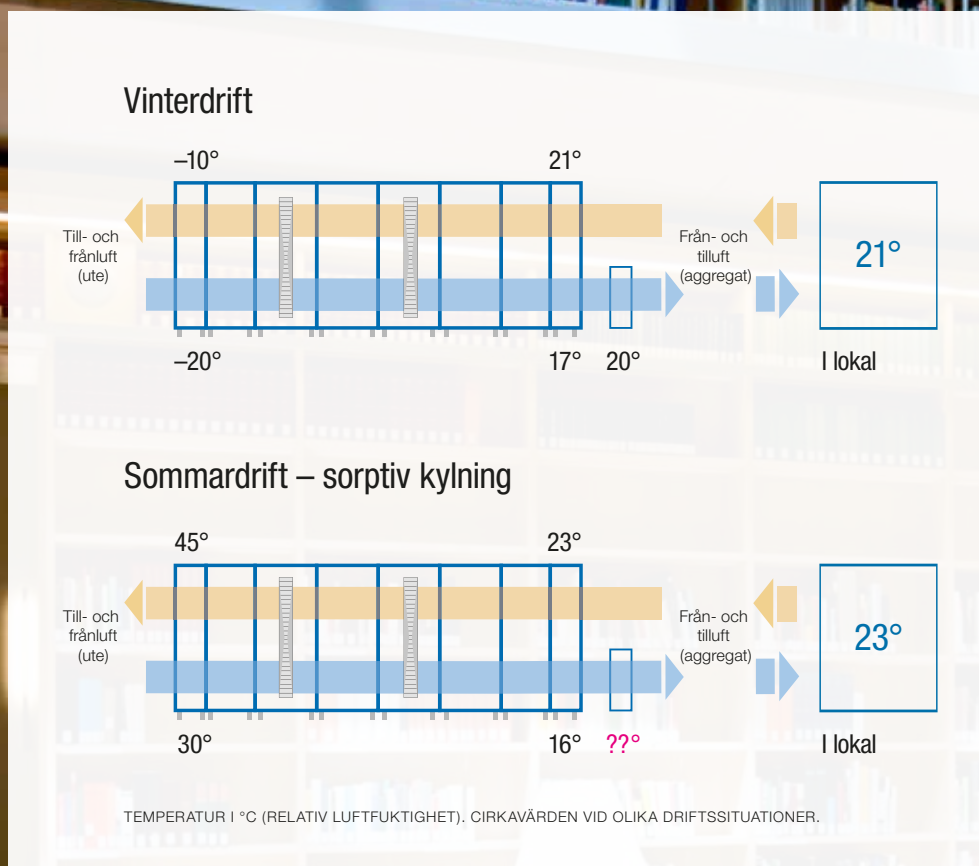 Vinterdrift
–10°
21°
Till- och
frånluft
(ute)
Från- och
tilluft
(aggregat)
21°
–20°
17°
20°
I lokal
Sommardrift – sorptiv kylning
45°
23°
Till- och
frånluft
(ute)
Från- och
tilluft
(aggregat)
23°
30°
16°
??°
I lokal
TEMPERATUR I °C (RELATIV LUFTFUKTIGHET). CIRKAVÄRDEN VID OLIKA DRIFTSSITUATIONER.